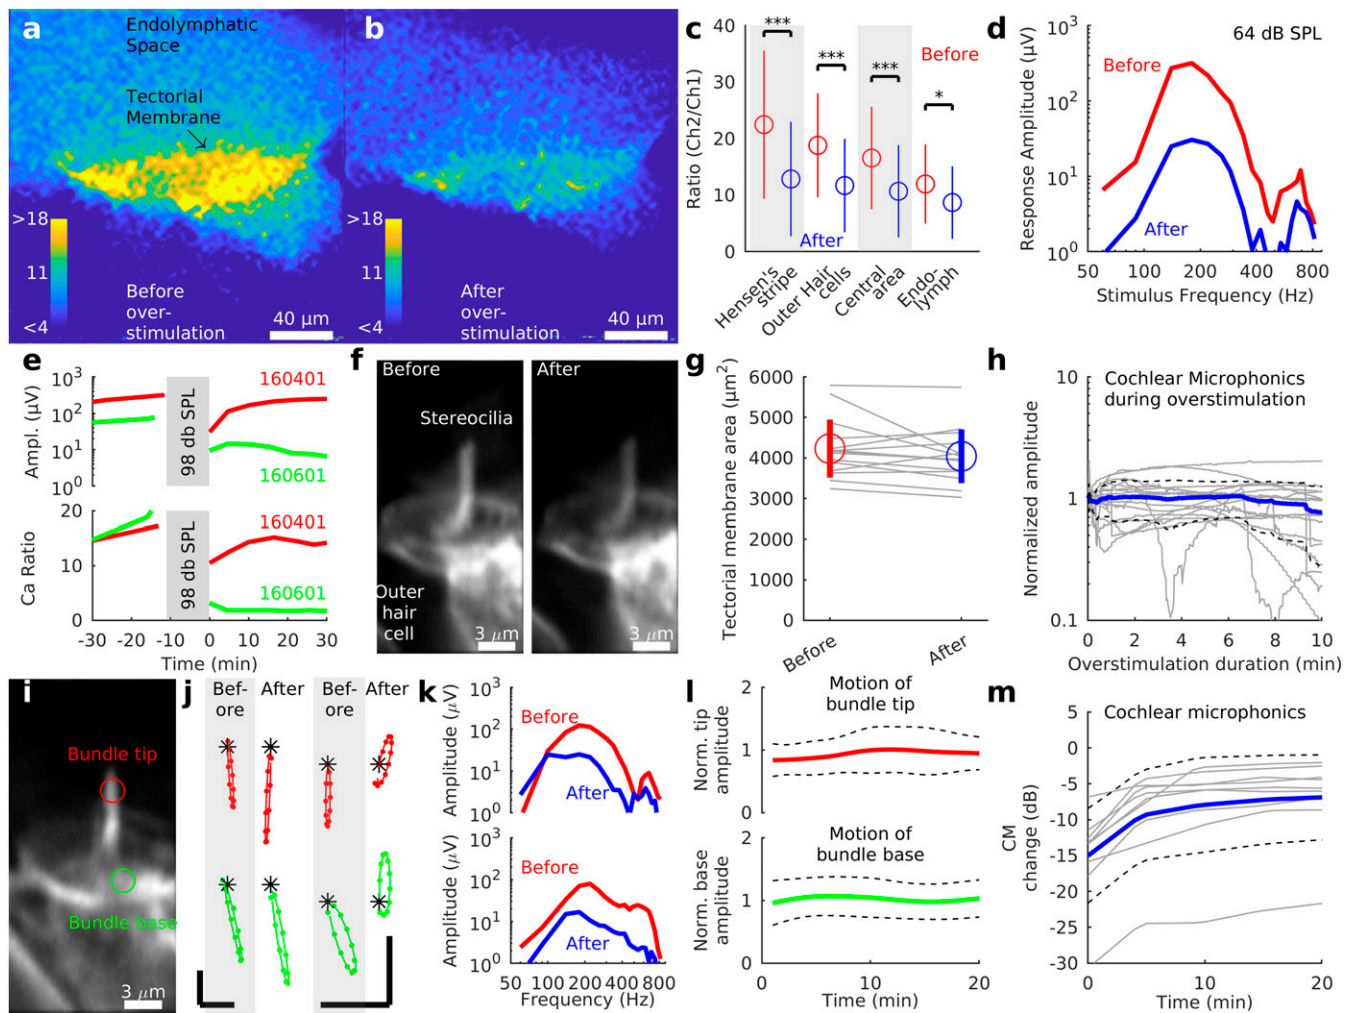 a
Endolymphatic
Space
Tectorial
Membrane
>18
11
<4
Before
over-
stimulation
40 µm
b
>18
11
<4
After
over-
stimulation
40 µm
c
Ratio (Ch2/Ch1)
40
30
20
10
0
***
***
***
*
Before
After
Hensen's
stripe
Outer Hair
cells
Central
area
Endo-
lymph
d
64 dB SPL
Response Amplitude (µV)
10³
10²
10¹
10⁰
Before
After
50 100 200 400 800
Stimulus Frequency (Hz)
e
Ampl. (µV)
10³
10²
10¹
10⁰
98 db SPL
160401
160601
Ca Ratio
20
10
0
98 db SPL
160401
160601
-30 -20 -10 0 10 20 30
Time (min)
f
Before
Stereocilia
Outer
hair
cell
3 µm
After
3 µm
g
Tectorial membrane area (µm²)
6000
5000
4000
3000
2000
1000
0
Before
After
h
Cochlear Microphonics
during overstimulation
Normalized amplitude
10
1
0.1
0 2 4 6 8 10
Overstimulation duration (min)
i
Bundle tip
Bundle base
3 µm
j
Bef-
ore
After
Bef-
ore
After
k
Amplitude (µV)
10³
10²
10¹
10⁰
Before
After
Amplitude (µV)
10³
10²
10¹
10⁰
Before
After
50 100 200 400 800
Frequency (Hz)
l
Motion of
bundle tip
Norm. tip
amplitude
2
1
0
Motion of
bundle base
Norm. base
amplitude
2
1
0
0 10 20
Time (min)
m
Cochlear microphonics
CM
change (dB)
5
0
-5
-10
-15
-20
-25
-30
0 5 10 15 20
Time (min)